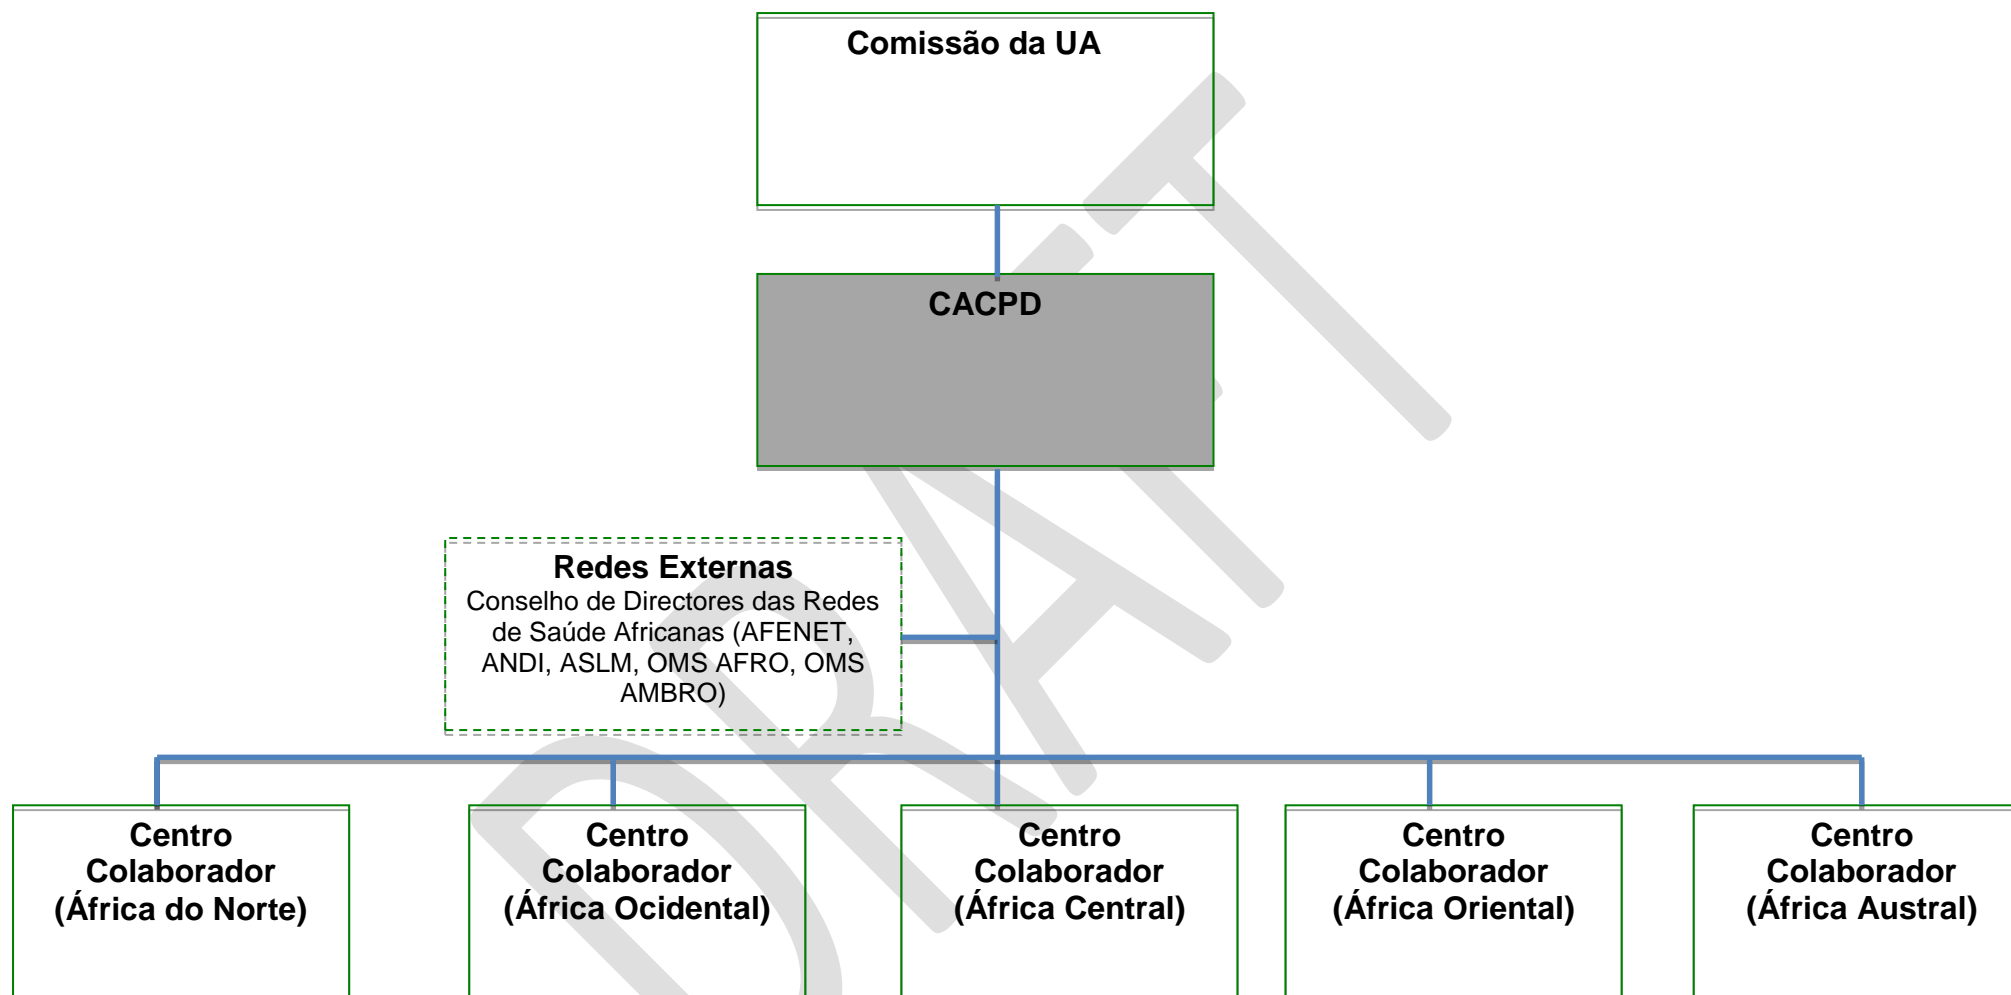 Comissão da UA
CACPD
Redes Externas
Conselho de Directores das Redes
de Saúde Africanas (AFENET,
ANDI, ASLM, OMS AFRO, OMS
AMBRO)
Centro
Colaborador
(África do Norte)
Centro
Colaborador
(África Ocidental)
Centro
Colaborador
(África Central)
Centro
Colaborador
(África Oriental)
Centro
Colaborador
(África Austral)
DRAFT